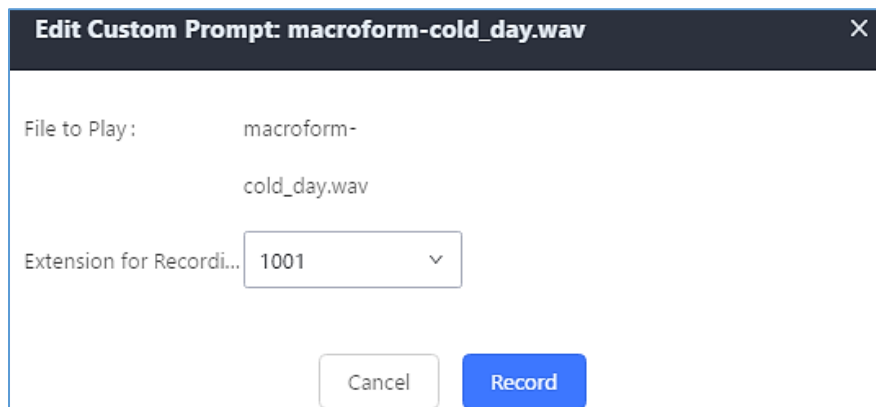 Edit Custom Prompt: macroform-cold_day.wav
File to Play :
macroform-
cold_day.wav
Extension for Recordi...
1001
Cancel
Record